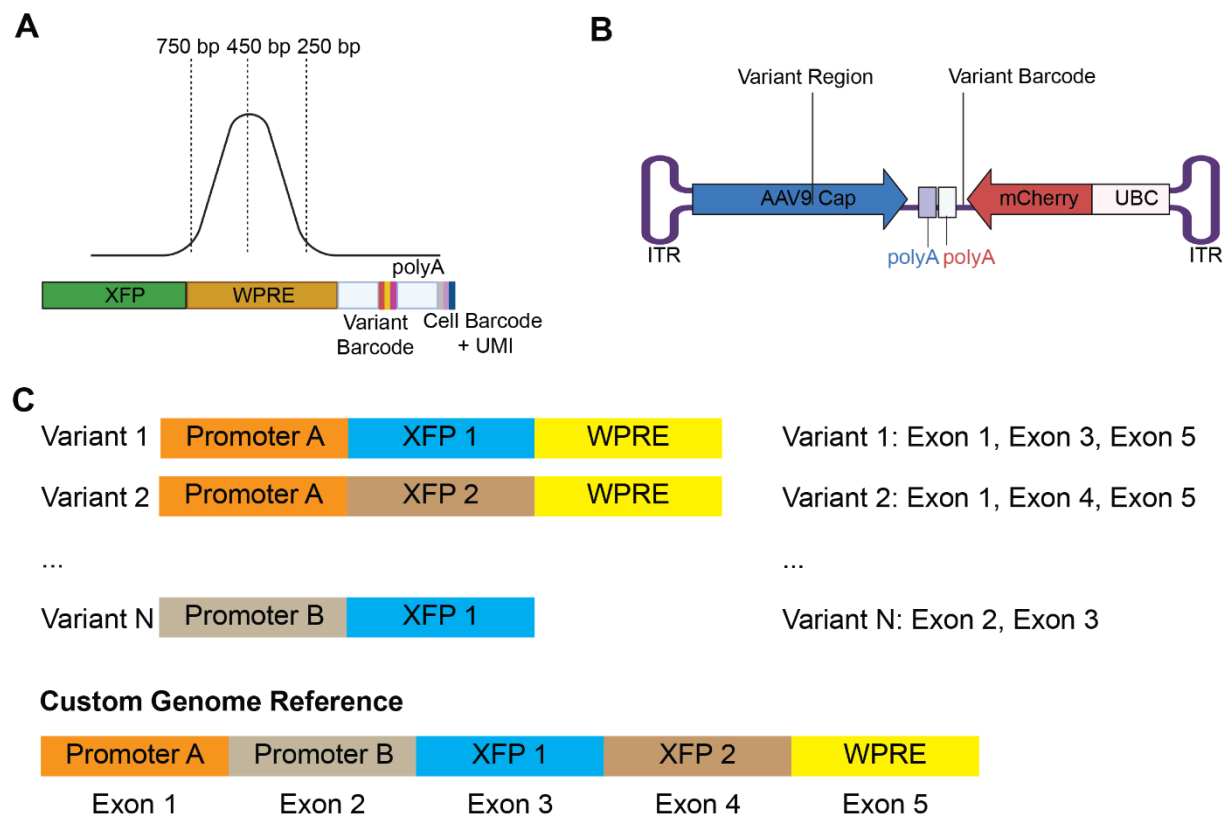 A
750 bp 450 bp 250 bp
polyA
XFP
WPRE
Variant
Barcode
Cell Barcode
+ UMI
B
Variant Region
Variant Barcode
AAV9 Cap
mCherry
UBC
ITR
polyA
polyA
ITR
C
Variant 1
Promoter A
XFP 1
WPRE
Variant 1: Exon 1, Exon 3, Exon 5
Variant 2
Promoter A
XFP 2
WPRE
Variant 2: Exon 1, Exon 4, Exon 5
...
...
Variant N
Promoter B
XFP 1
Variant N: Exon 2, Exon 3
Custom Genome Reference
Promoter A
Promoter B
XFP 1
XFP 2
WPRE
Exon 1
Exon 2
Exon 3
Exon 4
Exon 5